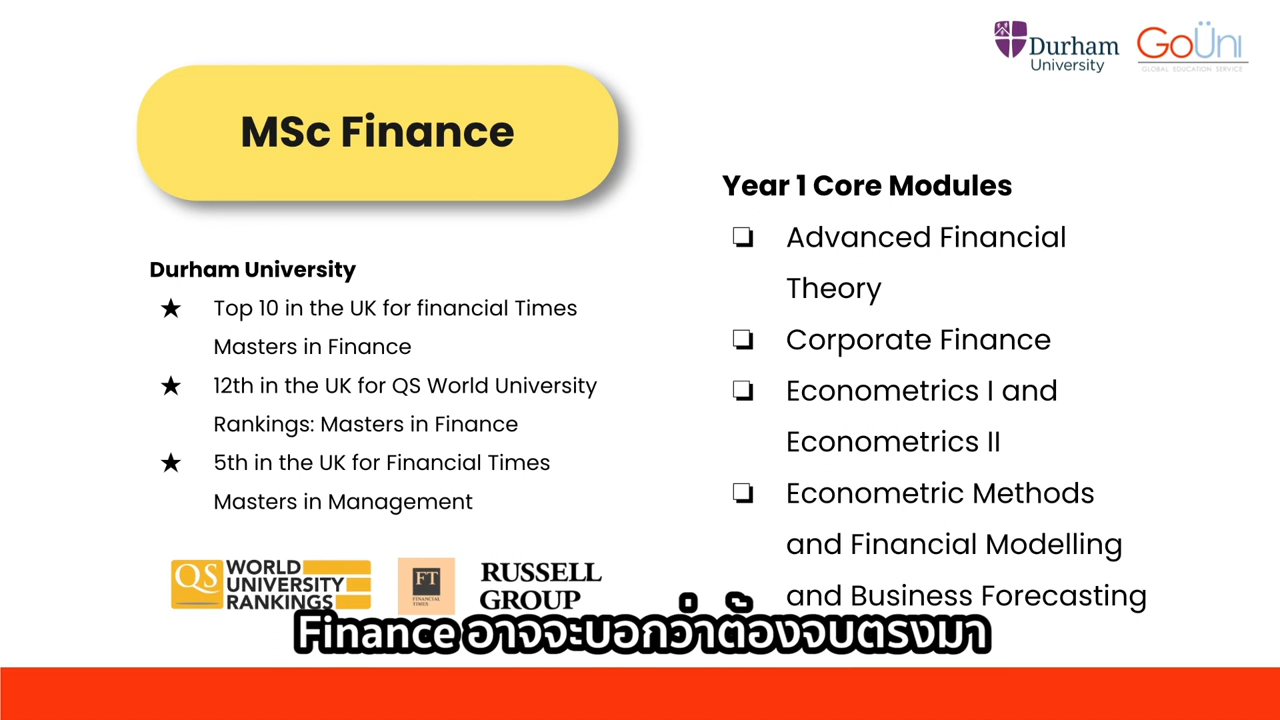 Durham
University
GoÜni
GLOBAL EDUCATION SERVICE
MSc Finance
Durham University
★ Top 10 in the UK for financial Times
Masters in Finance
★ 12th in the UK for QS World University
Rankings: Masters in Finance
★ 5th in the UK for Financial Times
Masters in Management
QS WORLD
UNIVERSITY
RANKINGS
FT
FINANCIAL
TIMES
RUSSELL
GROUP
Year 1 Core Modules
❏ Advanced Financial
Theory
❏ Corporate Finance
❏ Econometrics I and
Econometrics II
❏ Econometric Methods
and Financial Modelling
and Business Forecasting
Finance อาจจะบอกว่าต้องจบตรงมา